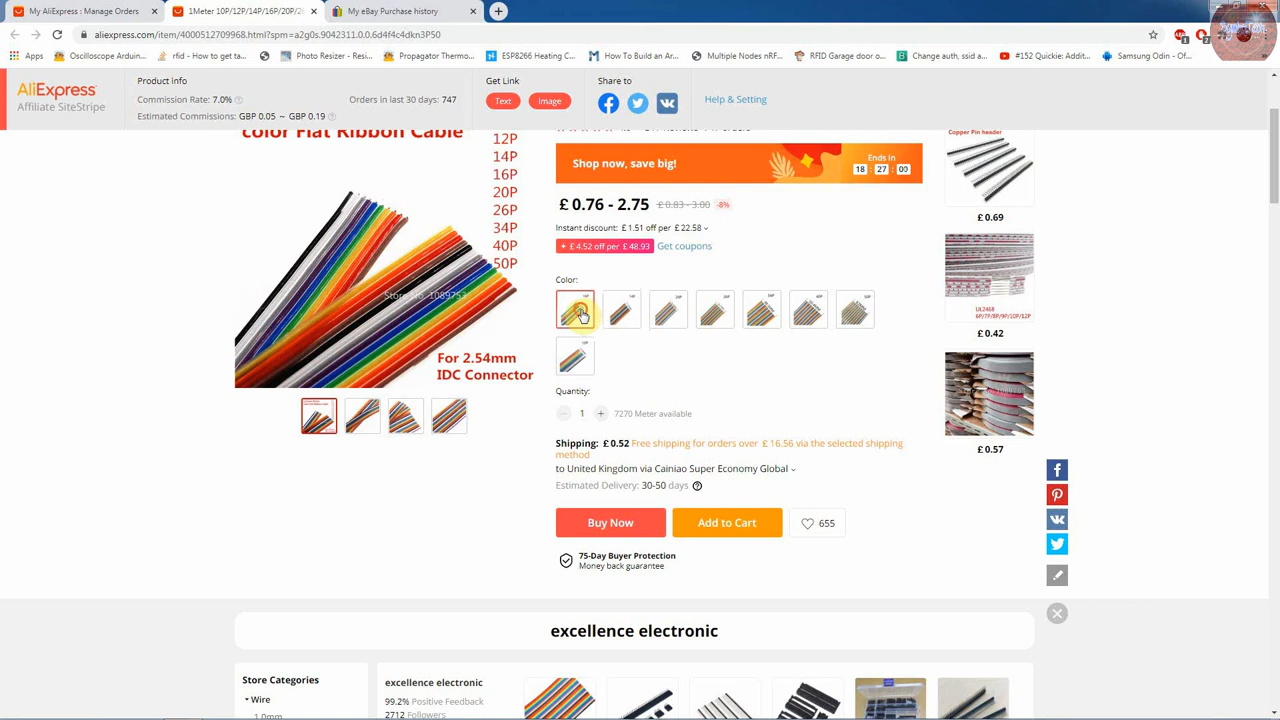 My AliExpress : Manage Orders
1Meter 10P/12P/14P/16P/20P/26
My eBay Purchase history
aliexpress.com/item/4000512709968.html?spm=a2g0s.9042311.0.0.6d4f4c4dkn3P50
Apps
Oscilloscope Arduin...
rfid - How to get ta...
Photo Resizer - Resi...
Propagator Thermo...
ESP8266 Heating C...
How To Build an Ar...
Multiple Nodes nRF...
RFID Garage door o...
Change auth, ssid a...
#152 Quickie: Addit...
Samsung Odin - Of...
AliExpress
Affiliate SiteStripe
Product info
Commission Rate: 7.0%
Orders in last 30 days: 747
Estimated Commissions: GBP 0.05 ~ GBP 0.19
Get Link
Text
Image
Share to
Help & Setting
color Flat Ribbon Cable
12P
14P
16P
20P
26P
34P
40P
50P
For 2.54mm
IDC Connector
Shop now, save big!
Ends in
18 : 27 : 00
£ 0.76 - 2.75
£ 0.83 - 3.00
-8%
Instant discount: £ 1.51 off per £ 22.58
£ 4.52 off per £ 48.93
Get coupons
Color:
Quantity:
1
7270 Meter available
Shipping: £ 0.52 Free shipping for orders over £ 16.56 via the selected shipping
method
to United Kingdom via Cainiao Super Economy Global
Estimated Delivery: 30-50 days
Buy Now
Add to Cart
655
75-Day Buyer Protection
Money back guarantee
Copper Pin header
£ 0.69
UL2468
6P/7P/8P/9P/10P/12P
£ 0.42
£ 0.57
excellence electronic
Store Categories
Wire
1.0mm
excellence electronic
99.2% Positive Feedback
2712 Followers